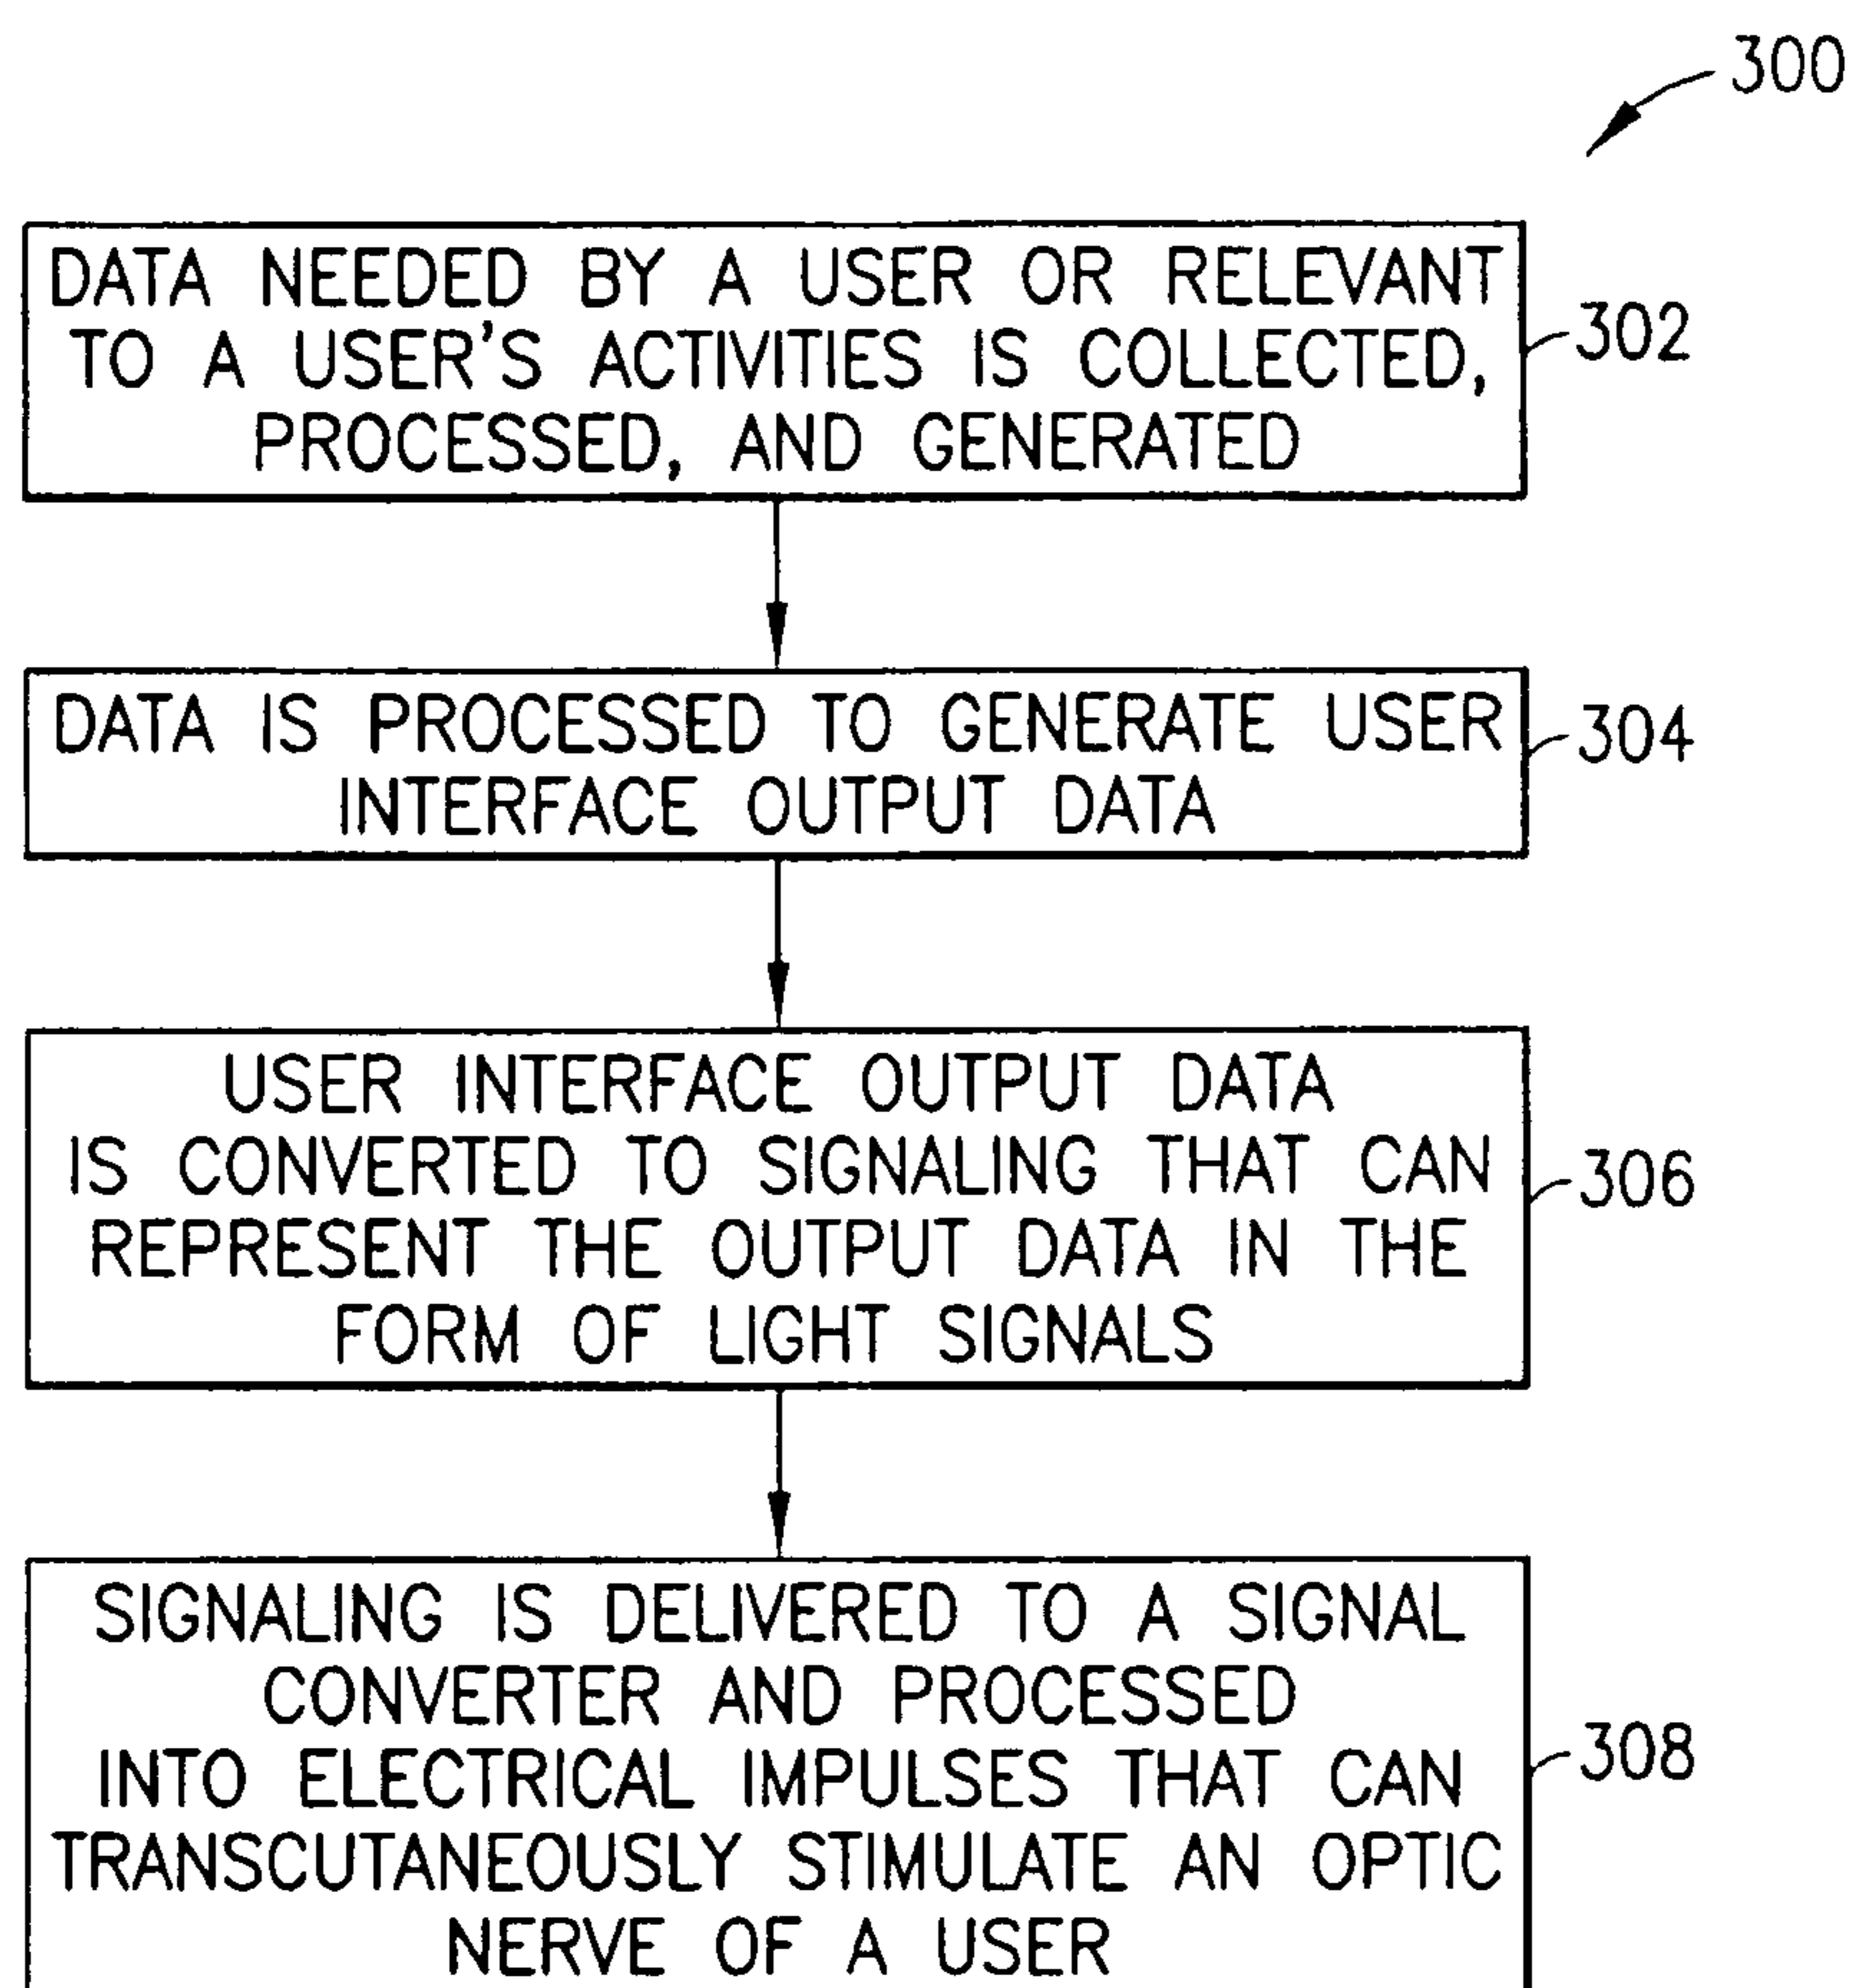 300
DATA NEEDED BY A USER OR RELEVANT
TO A USER'S ACTIVITIES IS COLLECTED,
PROCESSED, AND GENERATED
302
DATA IS PROCESSED TO GENERATE USER
INTERFACE OUTPUT DATA
304
USER INTERFACE OUTPUT DATA
IS CONVERTED TO SIGNALING THAT CAN
REPRESENT THE OUTPUT DATA IN THE
FORM OF LIGHT SIGNALS
306
SIGNALING IS DELIVERED TO A SIGNAL
CONVERTER AND PROCESSED
INTO ELECTRICAL IMPULSES THAT CAN
TRANSCUTANEOUSLY STIMULATE AN OPTIC
NERVE OF A USER
308